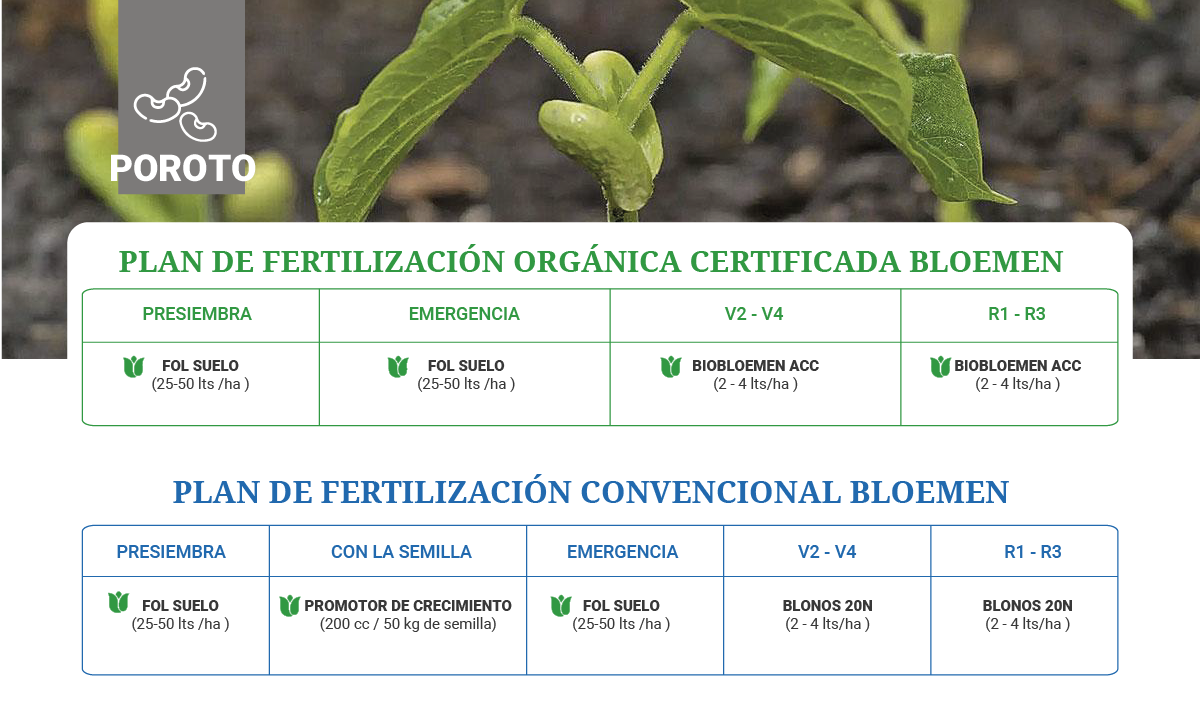 POROTO
PLAN DE FERTILIZACIÓN ORGÁNICA CERTIFICADA BLOEMEN
PRESIEMBRA
EMERGENCIA
V2 - V4
R1 - R3
FOL SUELO
(25-50 lts /ha )
FOL SUELO
(25-50 lts /ha )
BIOBLOEMEN ACC
(2 - 4 lts/ha )
BIOBLOEMEN ACC
(2 - 4 lts/ha )
PLAN DE FERTILIZACIÓN CONVENCIONAL BLOEMEN
PRESIEMBRA
CON LA SEMILLA
EMERGENCIA
V2 - V4
R1 - R3
FOL SUELO
(25-50 lts /ha )
PROMOTOR DE CRECIMIENTO
(200 cc / 50 kg de semilla)
FOL SUELO
(25-50 lts /ha )
BLONOS 20N
(2 - 4 lts/ha )
BLONOS 20N
(2 - 4 lts/ha )